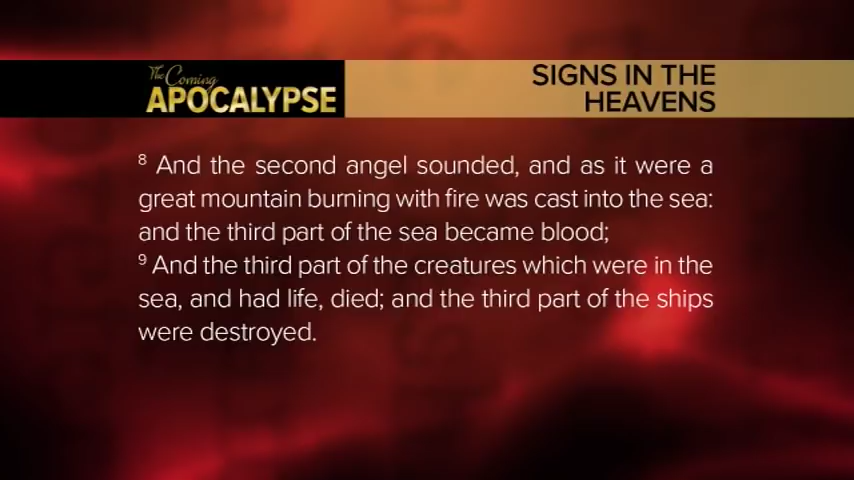 The Coming
APOCALYPSE
SIGNS IN THE
HEAVENS
⁸ And the second angel sounded, and as it were a
great mountain burning with fire was cast into the sea:
and the third part of the sea became blood;
⁹ And the third part of the creatures which were in the
sea, and had life, died; and the third part of the ships
were destroyed.